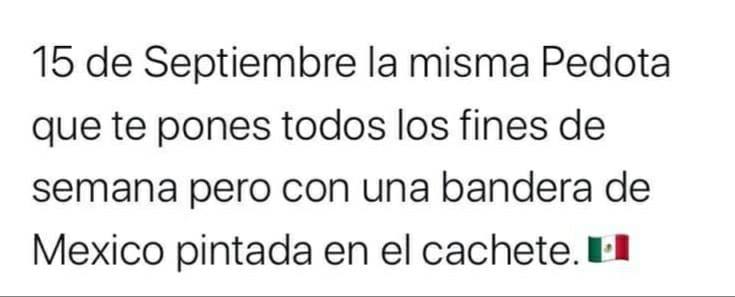 15 de Septiembre la misma Pedota
que te pones todos los fines de
semana pero con una bandera de
Mexico pintada en el cachete.🇲🇽